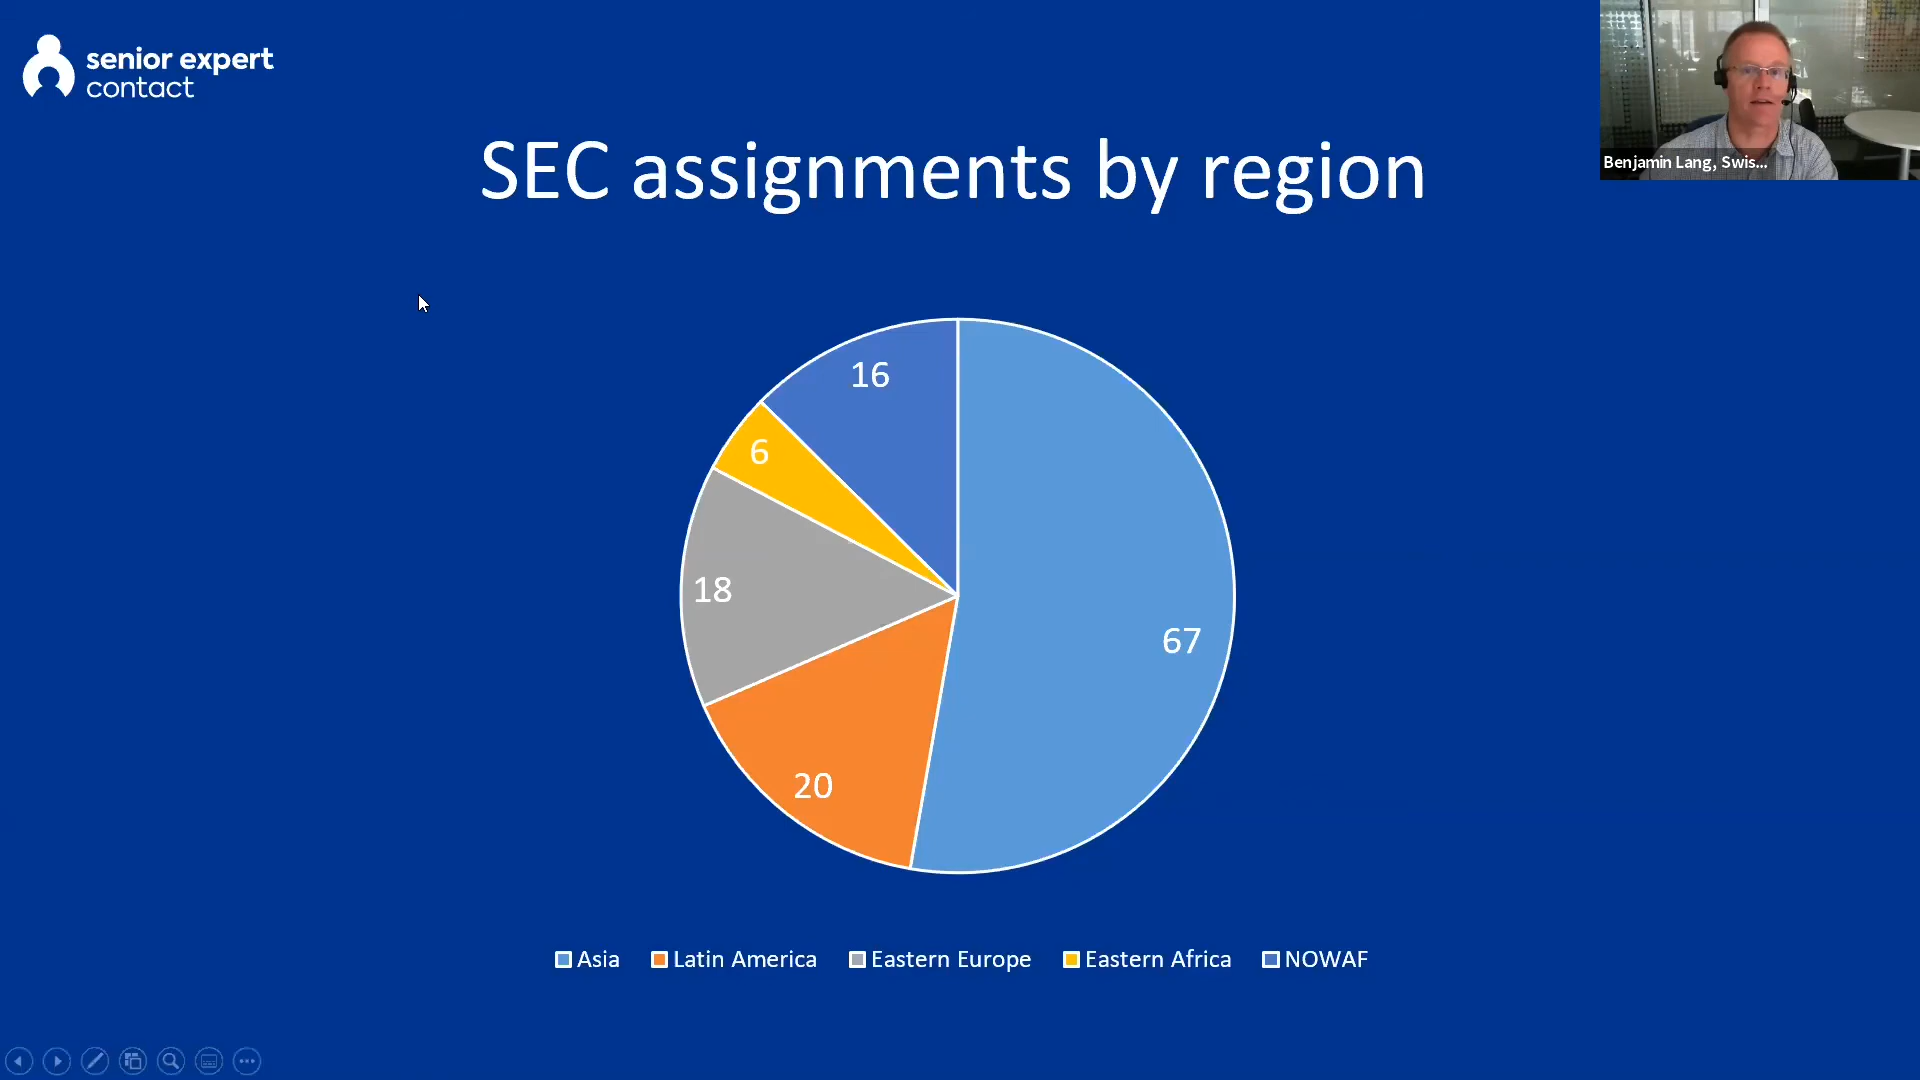 senior expert
contact
Benjamin Lang, Swis...
SEC assignments by region
16
6
18
67
20
Asia
Latin America
Eastern Europe
Eastern Africa
NOWAF